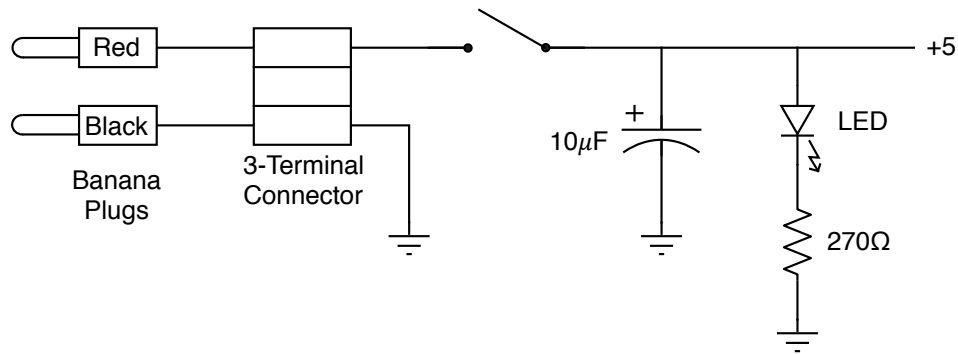 Red
+5
+
LED
Black
10μF
3-Terminal
Connector
Banana
Plugs
270Ω